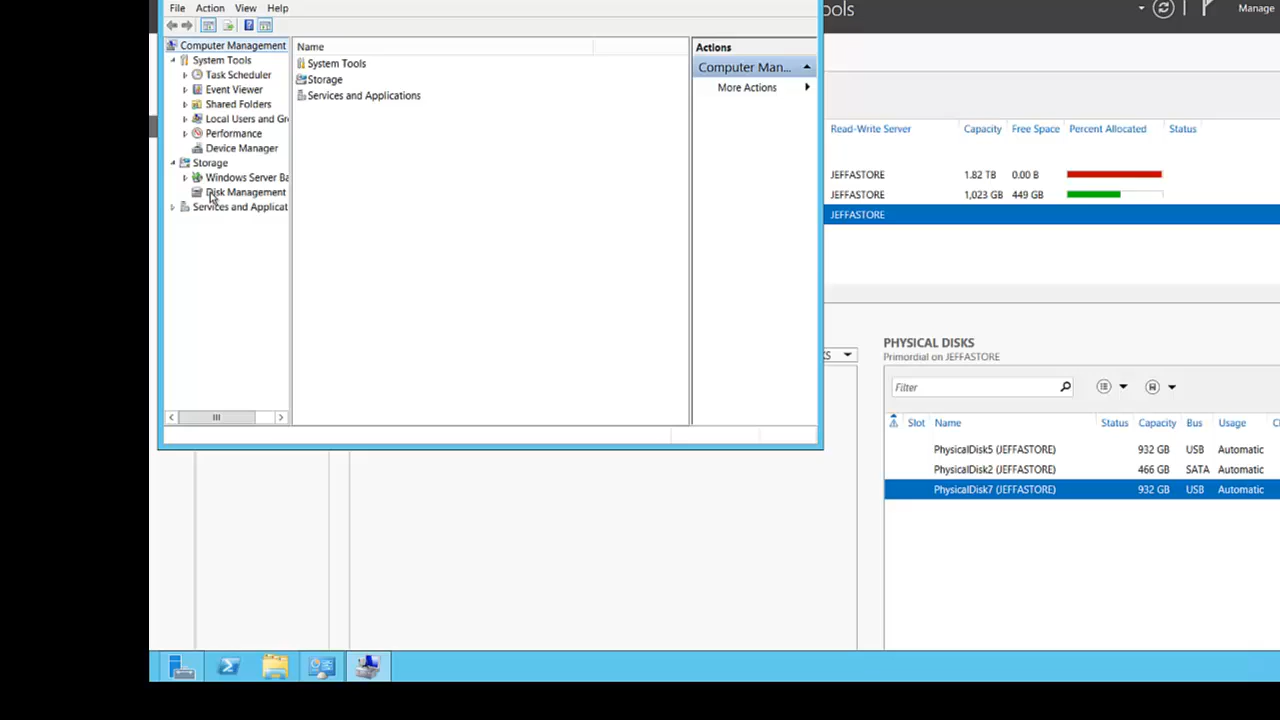 ools
Manage
File Action View Help
Computer Management
System Tools
Task Scheduler
Event Viewer
Shared Folders
Local Users and Gr
Performance
Device Manager
Storage
Windows Server Ba
Disk Management
Services and Applicat
Name
System Tools
Storage
Services and Applications
Actions
Computer Man...
More Actions
Read-Write Server Capacity Free Space Percent Allocated Status
JEFFASTORE 1.82 TB 0.00 B
JEFFASTORE 1,023 GB 449 GB
JEFFASTORE
KS
PHYSICAL DISKS
Primordial on JEFFASTORE
Filter
Slot Name Status Capacity Bus Usage C
PhysicalDisk5 (JEFFASTORE) 932 GB USB Automatic
PhysicalDisk2 (JEFFASTORE) 466 GB SATA Automatic
PhysicalDisk7 (JEFFASTORE) 932 GB USB Automatic